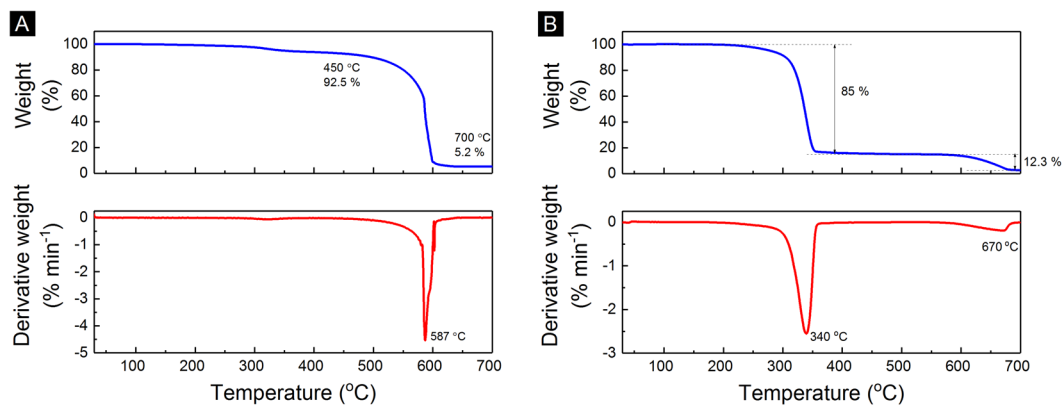 A
Weight
(%)
100
80
60
40
20
0
450 °C
92.5 %
700 °C
5.2 %
Derivative weight
(% min⁻¹)
0
-1
-2
-3
-4
-5
587 °C
100 200 300 400 500 600 700
Temperature (°C)
B
Weight
(%)
100
80
60
40
20
0
85 %
12.3 %
Derivative weight
(% min⁻¹)
0
-1
-2
-3
340 °C
670 °C
100 200 300 400 500 600 700
Temperature (°C)